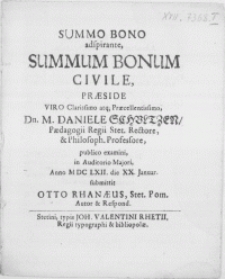 SUMMO BONO
adspirante,
SUMMUM BONUM
CIVILE,
PRÆSIDE
VIRO Clarissimo atq, Præcellentissimo,
Dn. M. DANIELE SCHVTZEN/
Pædagogii Regii Stet. Rectore,
& Philosoph. Professore,
publico examini,
in Auditorio Majori,
Anno MDC LXII. die XX. Januar.
submittit
OTTO RHANÆUS, Stet. Pom.
Autor & Respond.
Stetini, typis JOH. VALENTINI RHETII,
Regii typographi & bibliopolæ.